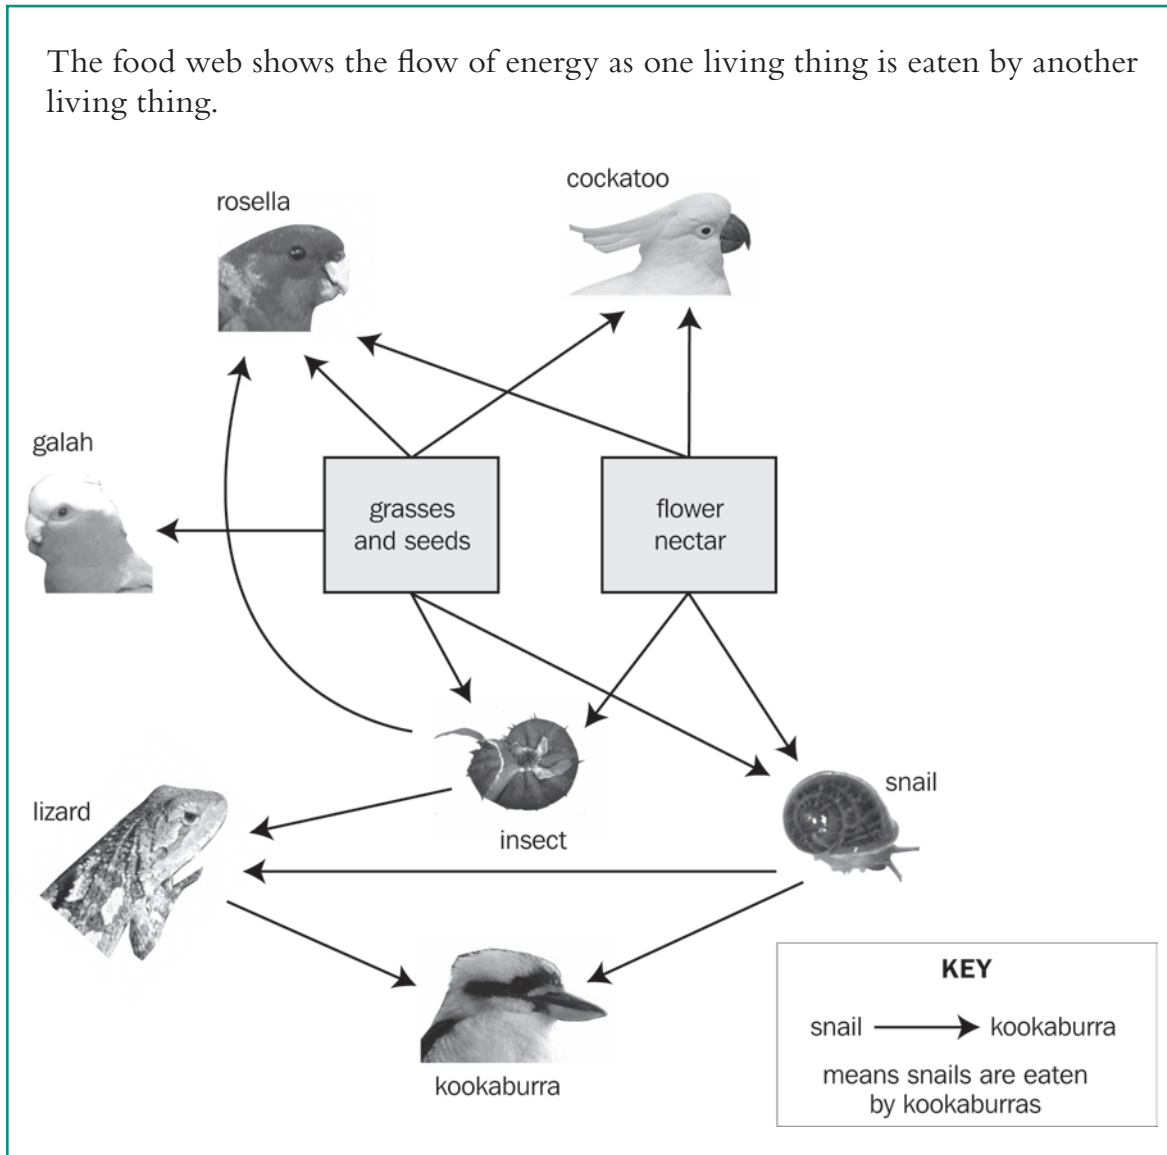 The food web shows the flow of energy as one living thing is eaten by another
living thing.
cockatoo
rosella
galah
grasses
and seeds
flower
nectar
snail
lizard
insect
kookaburra
KEY
snail kookaburra
means snails are eaten
by kookaburras